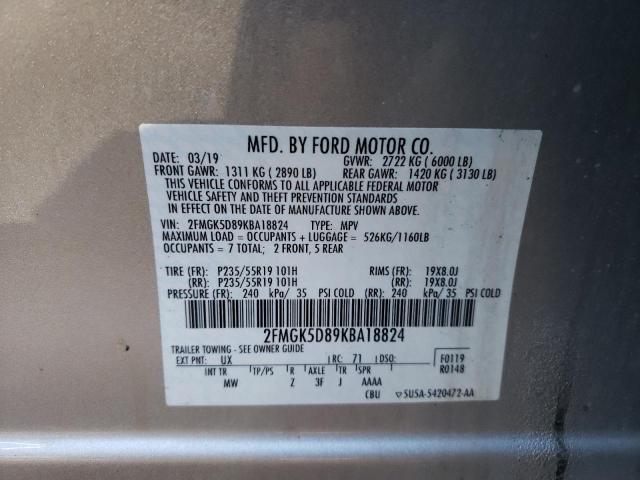 MFD. BY FORD MOTOR CO.
DATE: 03/19 GVWR: 2722 KG (6000 LB)
FRONT GAWR: 1311 KG (2890 LB) REAR GAWR: 1420 KG (3130 LB)
THIS VEHICLE CONFORMS TO ALL APPLICABLE FEDERAL MOTOR
VEHICLE SAFETY AND THEFT PREVENTION STANDARDS
IN EFFECT ON THE DATE OF MANUFACTURE SHOWN ABOVE.
VIN: 2FMGK5D89KBA18824 TYPE: MPV
MAXIMUM LOAD = OCCUPANTS + LUGGAGE = 526KG/1160LB
OCCUPANTS = 7 TOTAL; 2 FRONT, 5 REAR
TIRE (FR): P235/55R19 101H RIMS (FR): 19X8.0J
(RR): P235/55R19 101H (RR): 19X8.0J
PRESSURE (FR): 240 kPa/ 35 PSI COLD (RR) 240 kPa/ 35 PSI COLD
2FMGK5D89KBA18824
TRAILER TOWING - SEE OWNER GUIDE
EXT PNT: UX RC: 71 DSO: F0119
R0148
INT TR TP/PS R AXLE TR SPR
MW Z 3F J AAAA
CBU ▽5U5A-5420472-AA